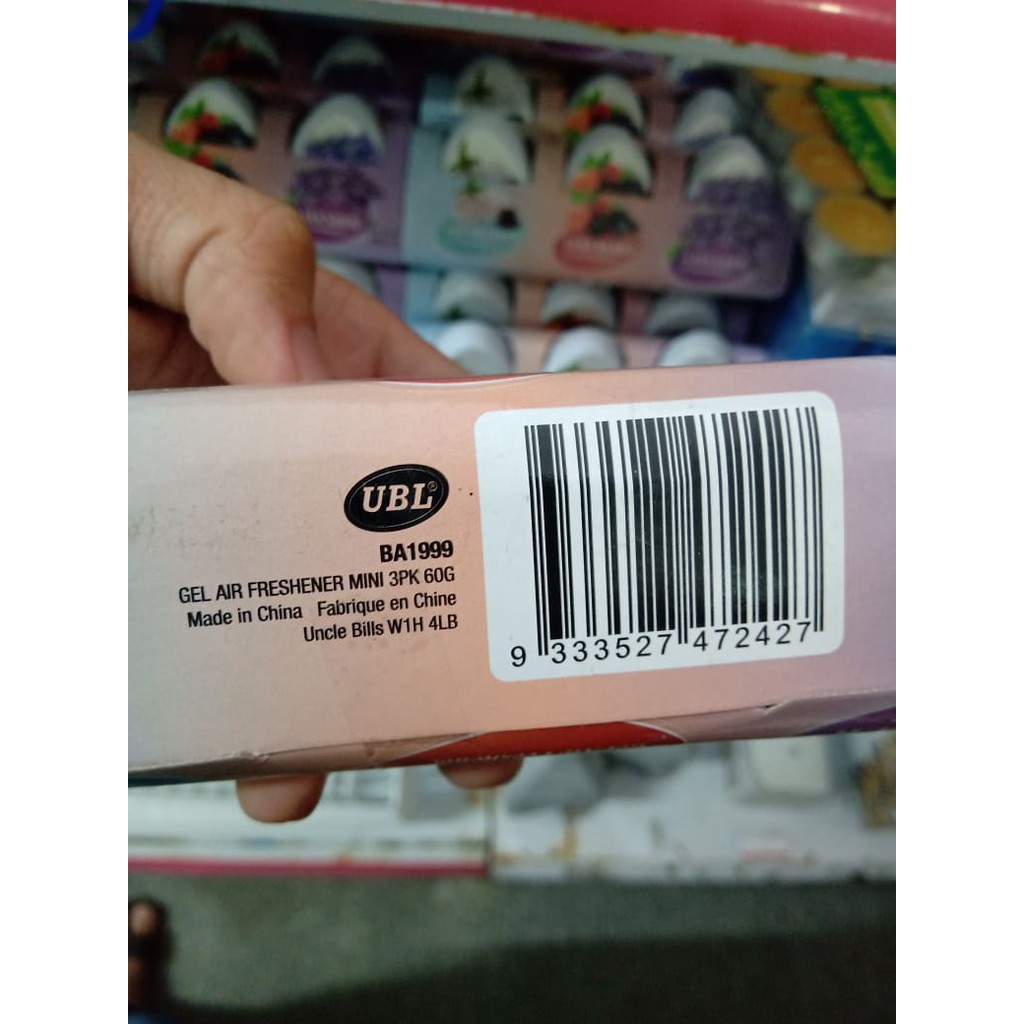 UBL®
BA1999
GEL AIR FRESHENER MINI 3PK 60G
Made in China Fabrique en Chine
Uncle Bills W1H 4LB
9 333527 472427